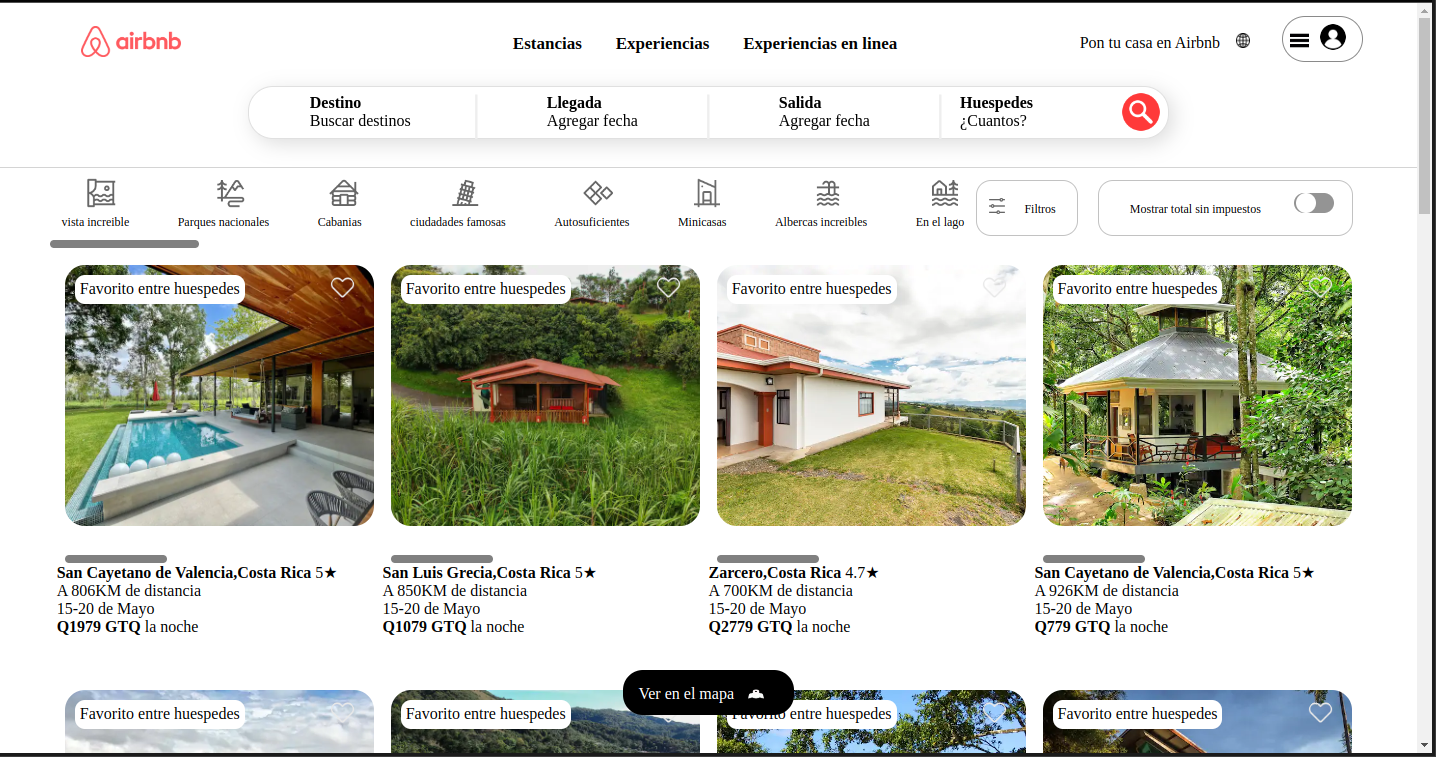 airbnb
Estancias
Experiencias
Experiencias en linea
Pon tu casa en Airbnb
Destino
Buscar destinos
Llegada
Agregar fecha
Salida
Agregar fecha
Huespedes
¿Cuantos?
vista increible
Parques nacionales
Cabanias
ciudadades famosas
Autosuficientes
Minicasas
Albercas increibles
En el lago
Filtros
Mostrar total sin impuestos
Favorito entre huespedes
Favorito entre huespedes
Favorito entre huespedes
Favorito entre huespedes
San Cayetano de Valencia,Costa Rica 5★
A 806KM de distancia
15-20 de Mayo
Q1979 GTQ la noche
San Luis Grecia,Costa Rica 5★
A 850KM de distancia
15-20 de Mayo
Q1079 GTQ la noche
Zarcero,Costa Rica 4.7★
A 700KM de distancia
15-20 de Mayo
Q2779 GTQ la noche
San Cayetano de Valencia,Costa Rica 5★
A 926KM de distancia
15-20 de Mayo
Q779 GTQ la noche
Ver en el mapa
Favorito entre huespedes
Favorito entre huespedes
Favorito entre huespedes
Favorito entre huespedes